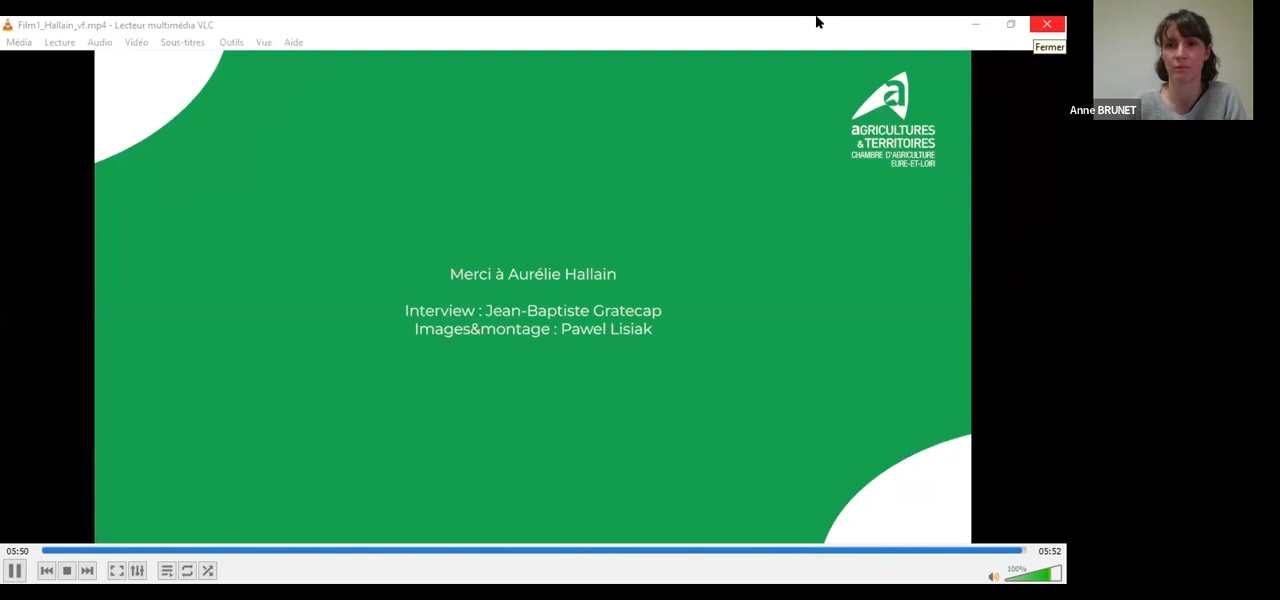 Film1_Hallain_vf.mp4 - Lecteur multimédia VLC
Média Lecture Audio Vidéo Sous-titres Outils Vue Aide
Fermer
Anne BRUNET
a
aGRICULTURES
& TERRITOIRES
CHAMBRE D'AGRICULTURE
EURE-ET-LOIR
Merci à Aurélie Hallain
Interview : Jean-Baptiste Gratecap
Images&montage : Pawel Lisiak
05:50
05:52
100%